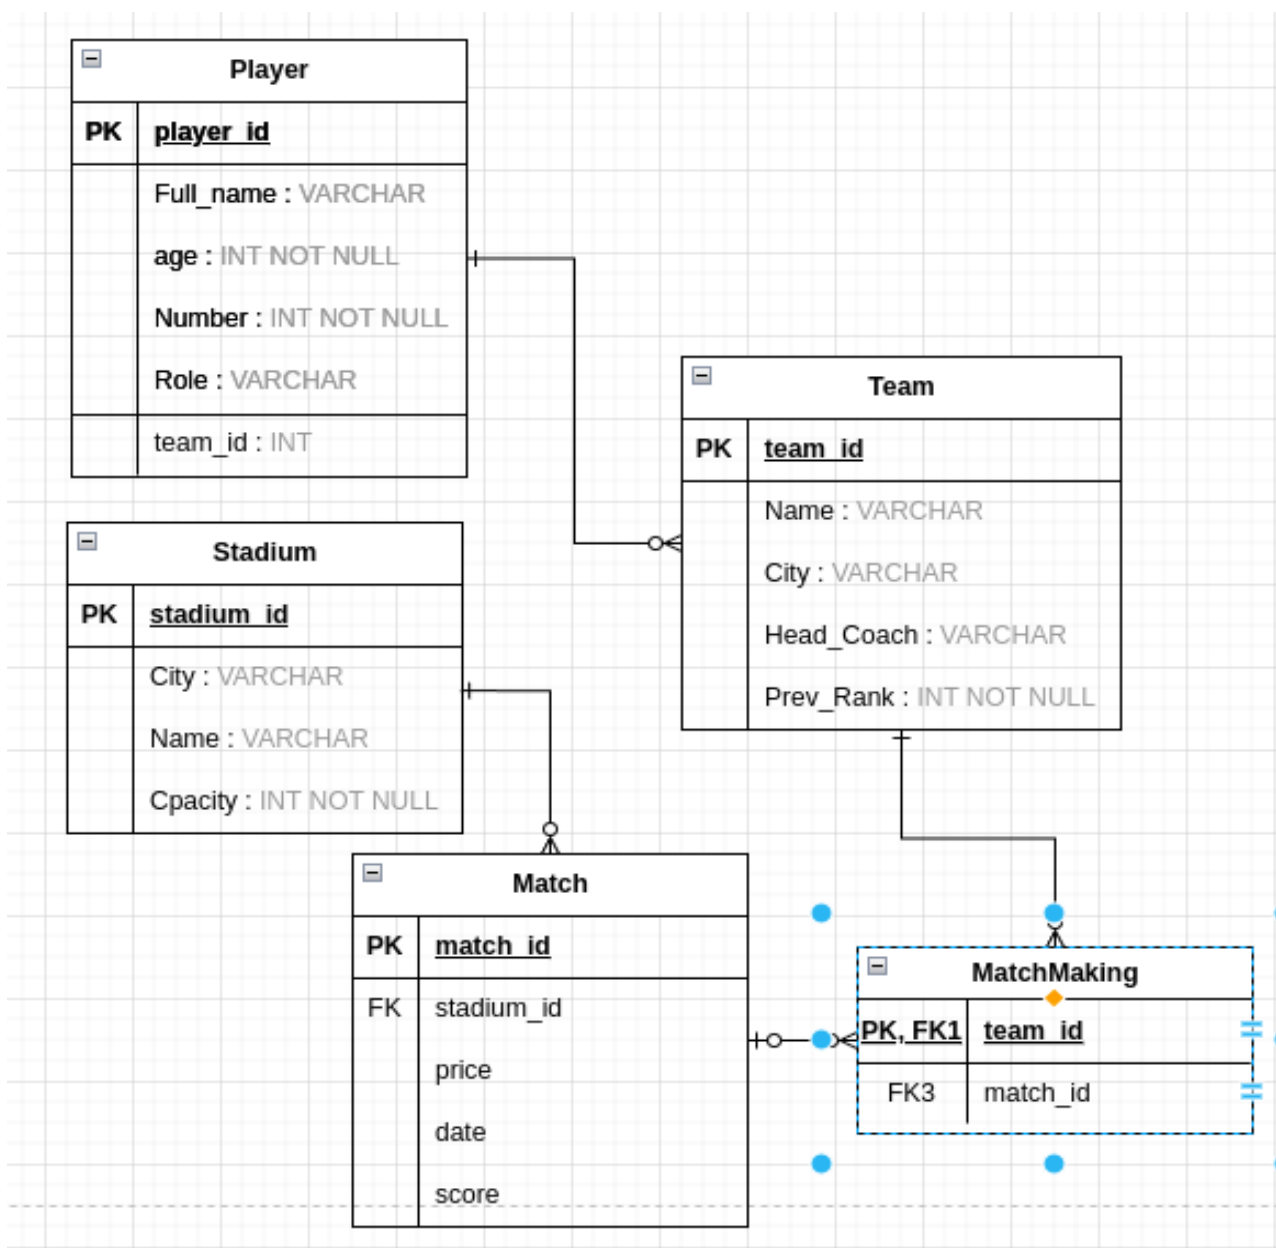 Player
PK player_id
Full_name : VARCHAR
age : INT NOT NULL
Number : INT NOT NULL
Role : VARCHAR
team_id : INT
Team
PK team_id
Name : VARCHAR
City : VARCHAR
Head_Coach : VARCHAR
Prev_Rank : INT NOT NULL
Stadium
PK stadium_id
City : VARCHAR
Name : VARCHAR
Cpacity : INT NOT NULL
Match
PK match_id
FK stadium_id
price
date
score
MatchMaking
PK, FK1 team_id
FK3 match_id